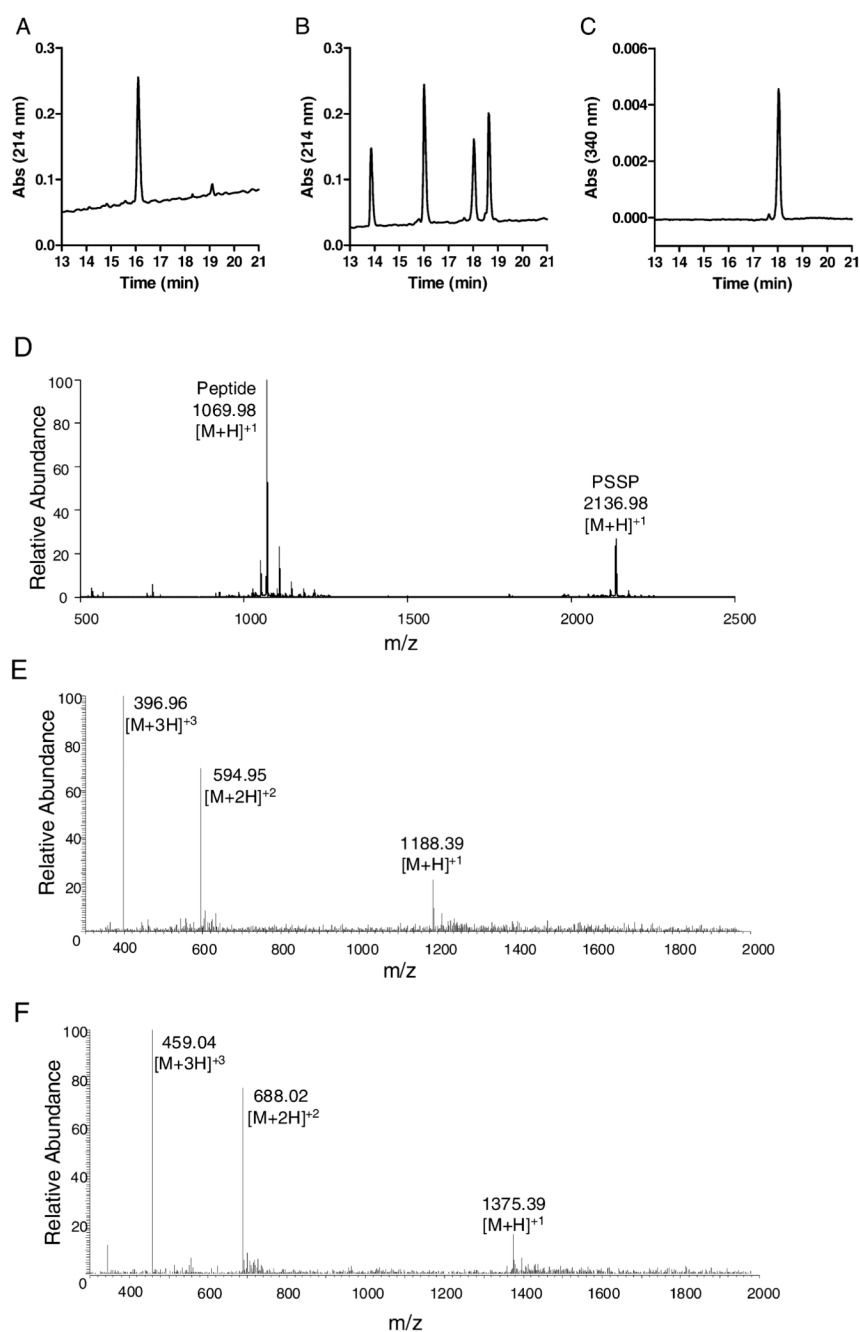 A
0.3
0.2
0.1
0.0
Abs (214 nm)
13 14 15 16 17 18 19 20 21
Time (min)
B
0.3
0.2
0.1
0.0
Abs (214 nm)
13 14 15 16 17 18 19 20 21
Time (min)
C
0.006
0.004
0.002
0.000
Abs (340 nm)
13 14 15 16 17 18 19 20 21
Time (min)
D
100
80
60
40
20
0
Relative Abundance
Peptide
1069.98
[M+H]+1
PSSP
2136.98
[M+H]+1
500 1000 1500 2000 2500
m/z
E
100
80
60
40
20
0
Relative Abundance
396.96
[M+3H]+3
594.95
[M+2H]+2
1188.39
[M+H]+1
400 600 800 1000 1200 1400 1600 1800 2000
m/z
F
100
80
60
40
20
0
Relative Abundance
459.04
[M+3H]+3
688.02
[M+2H]+2
1375.39
[M+H]+1
400 600 800 1000 1200 1400 1600 1800 2000
m/z